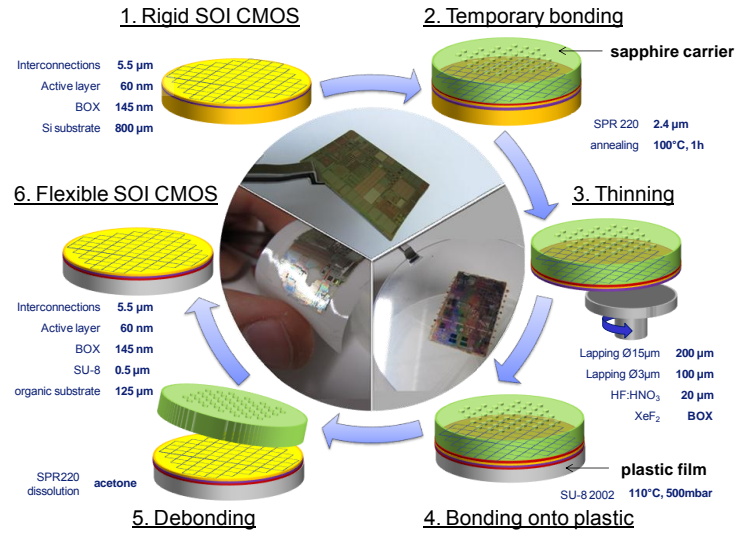 1. Rigid SOI CMOS
Interconnections 5.5 µm
Active layer 60 nm
BOX 145 nm
Si substrate 800 µm
2. Temporary bonding
sapphire carrier
SPR 220 2.4 µm
annealing 100°C, 1h
3. Thinning
Lapping Ø15µm 200 µm
Lapping Ø3µm 100 µm
HF:HNO₃ 20 µm
XeF₂ BOX
plastic film
SU-8 2002 110°C, 500mbar
4. Bonding onto plastic
SPR220 dissolution acetone
5. Debonding
6. Flexible SOI CMOS
Interconnections 5.5 µm
Active layer 60 nm
BOX 145 nm
SU-8 0.5 µm
organic substrate 125 µm